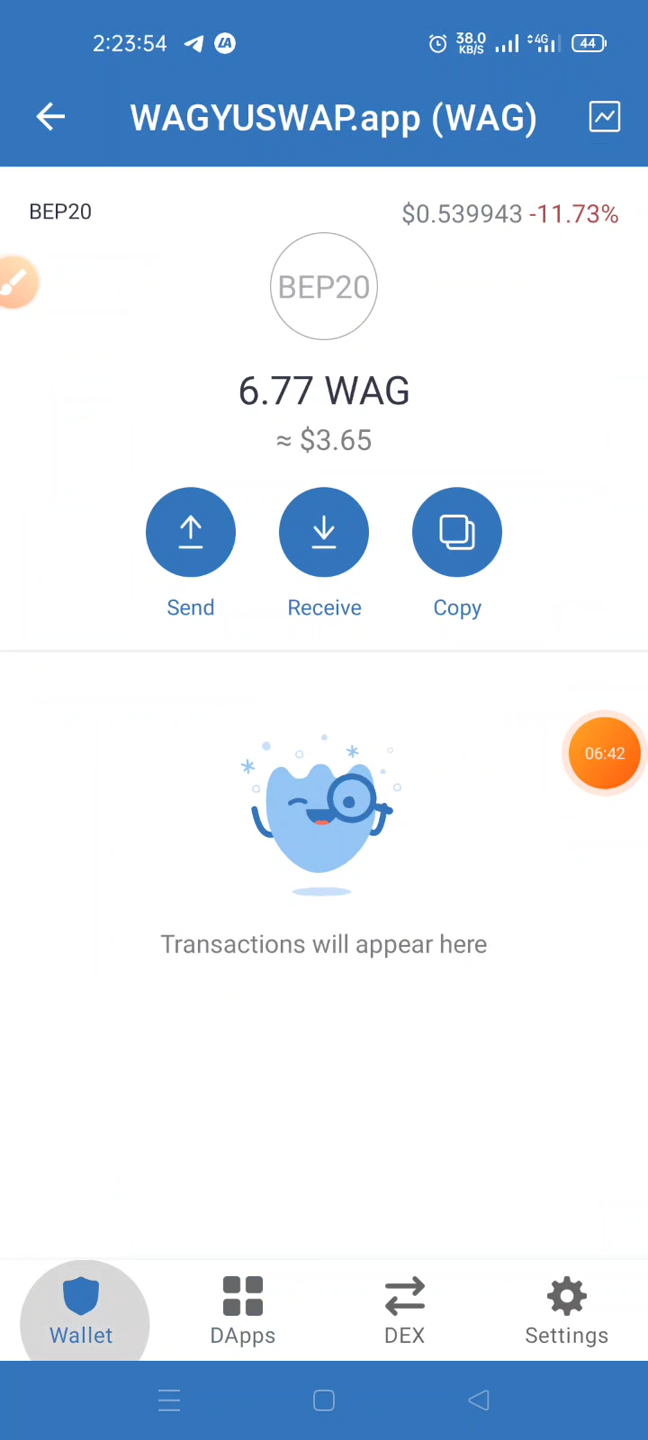 2:23:54
38.0
KB/S
4G
44
WAGYUSWAP.app (WAG)
BEP20
$0.539943 -11.73%
BEP20
6.77 WAG
≈ $3.65
Send
Receive
Copy
06:42
Transactions will appear here
Wallet
DApps
DEX
Settings